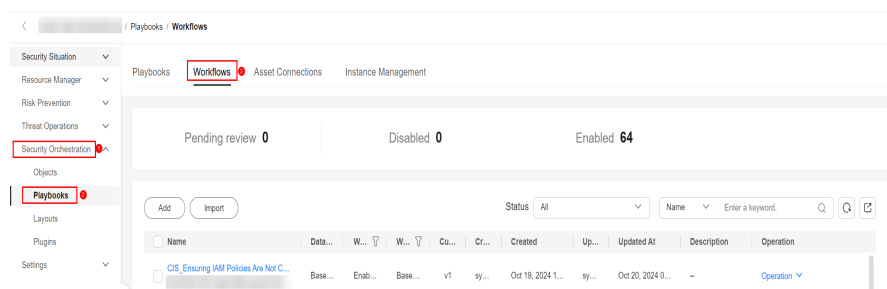 / Playbooks / Workflows
Security Situation
Resource Manager
Risk Prevention
Threat Operations
Security Orchestration 1
Objects
Playbooks 2
Layouts
Plugins
Settings
Playbooks Workflows 3 Asset Connections Instance Management
Pending review 0 Disabled 0 Enabled 64
Add Import Status All Name Enter a keyword.
Name Data... W... W... Cu... Cr... Created Up... Updated At Description Operation
CIS_Ensuring IAM Policies Are Not C... Base... Enab... Base... v1 sy... Oct 19, 2024 1... sy... Oct 20, 2024 0... -- Operation